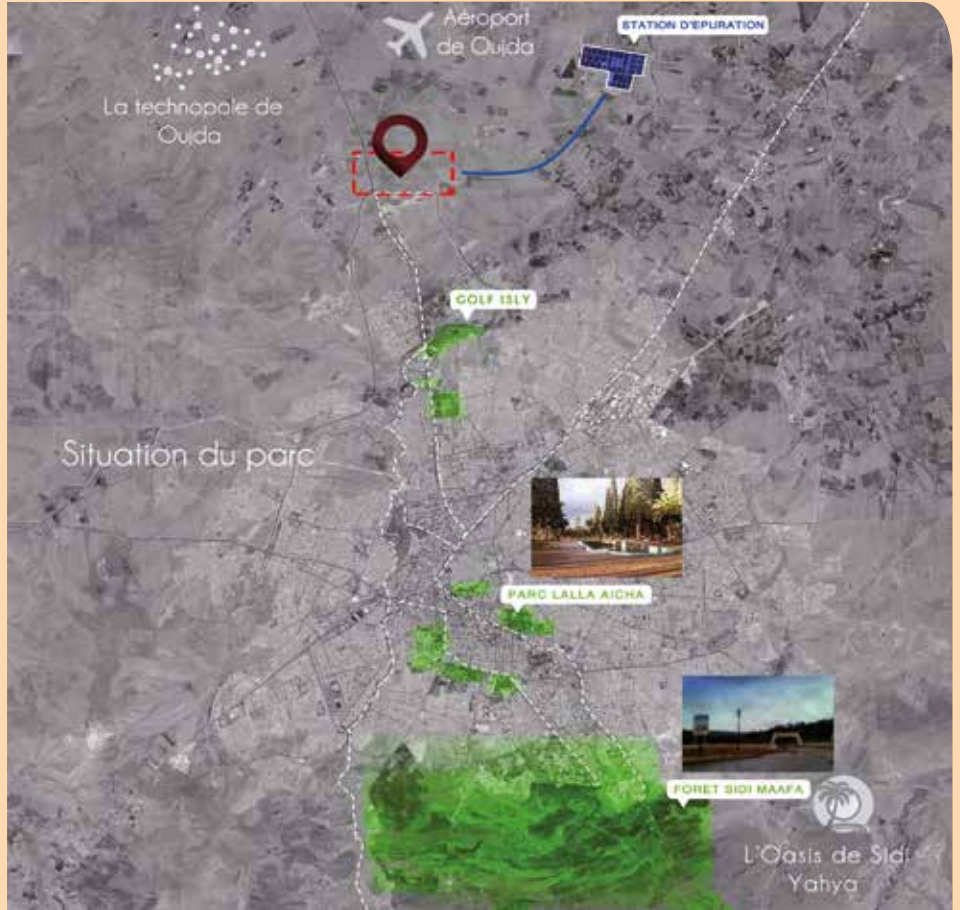 Aéroport
de Oujda
STATION D'EPURATION
La technopole de
Oujda
GOLF ISLY
Situation du parc
PARC LALLA AICHA
FORET SIDI MAAFA
L'Oasis de Sidi
Yahya